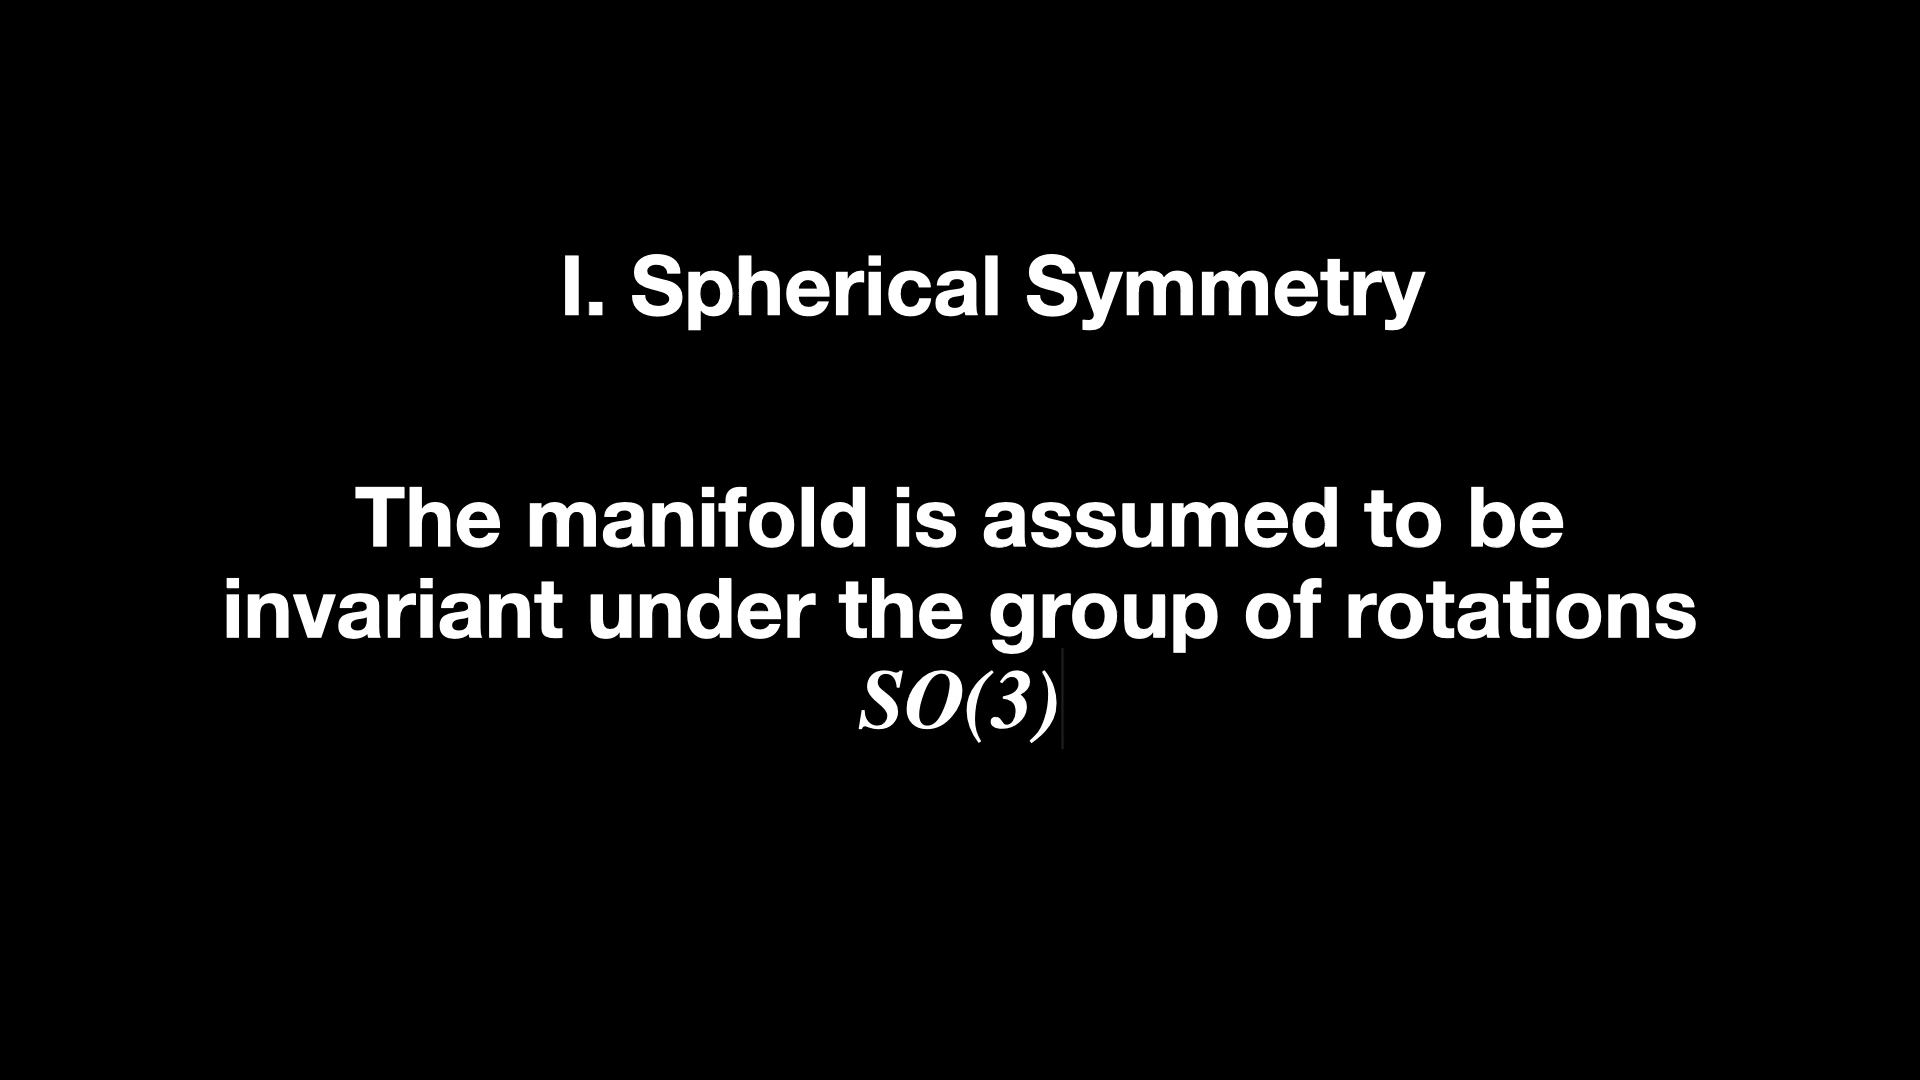 I. Spherical Symmetry
The manifold is assumed to be
invariant under the group of rotations
SO(3)